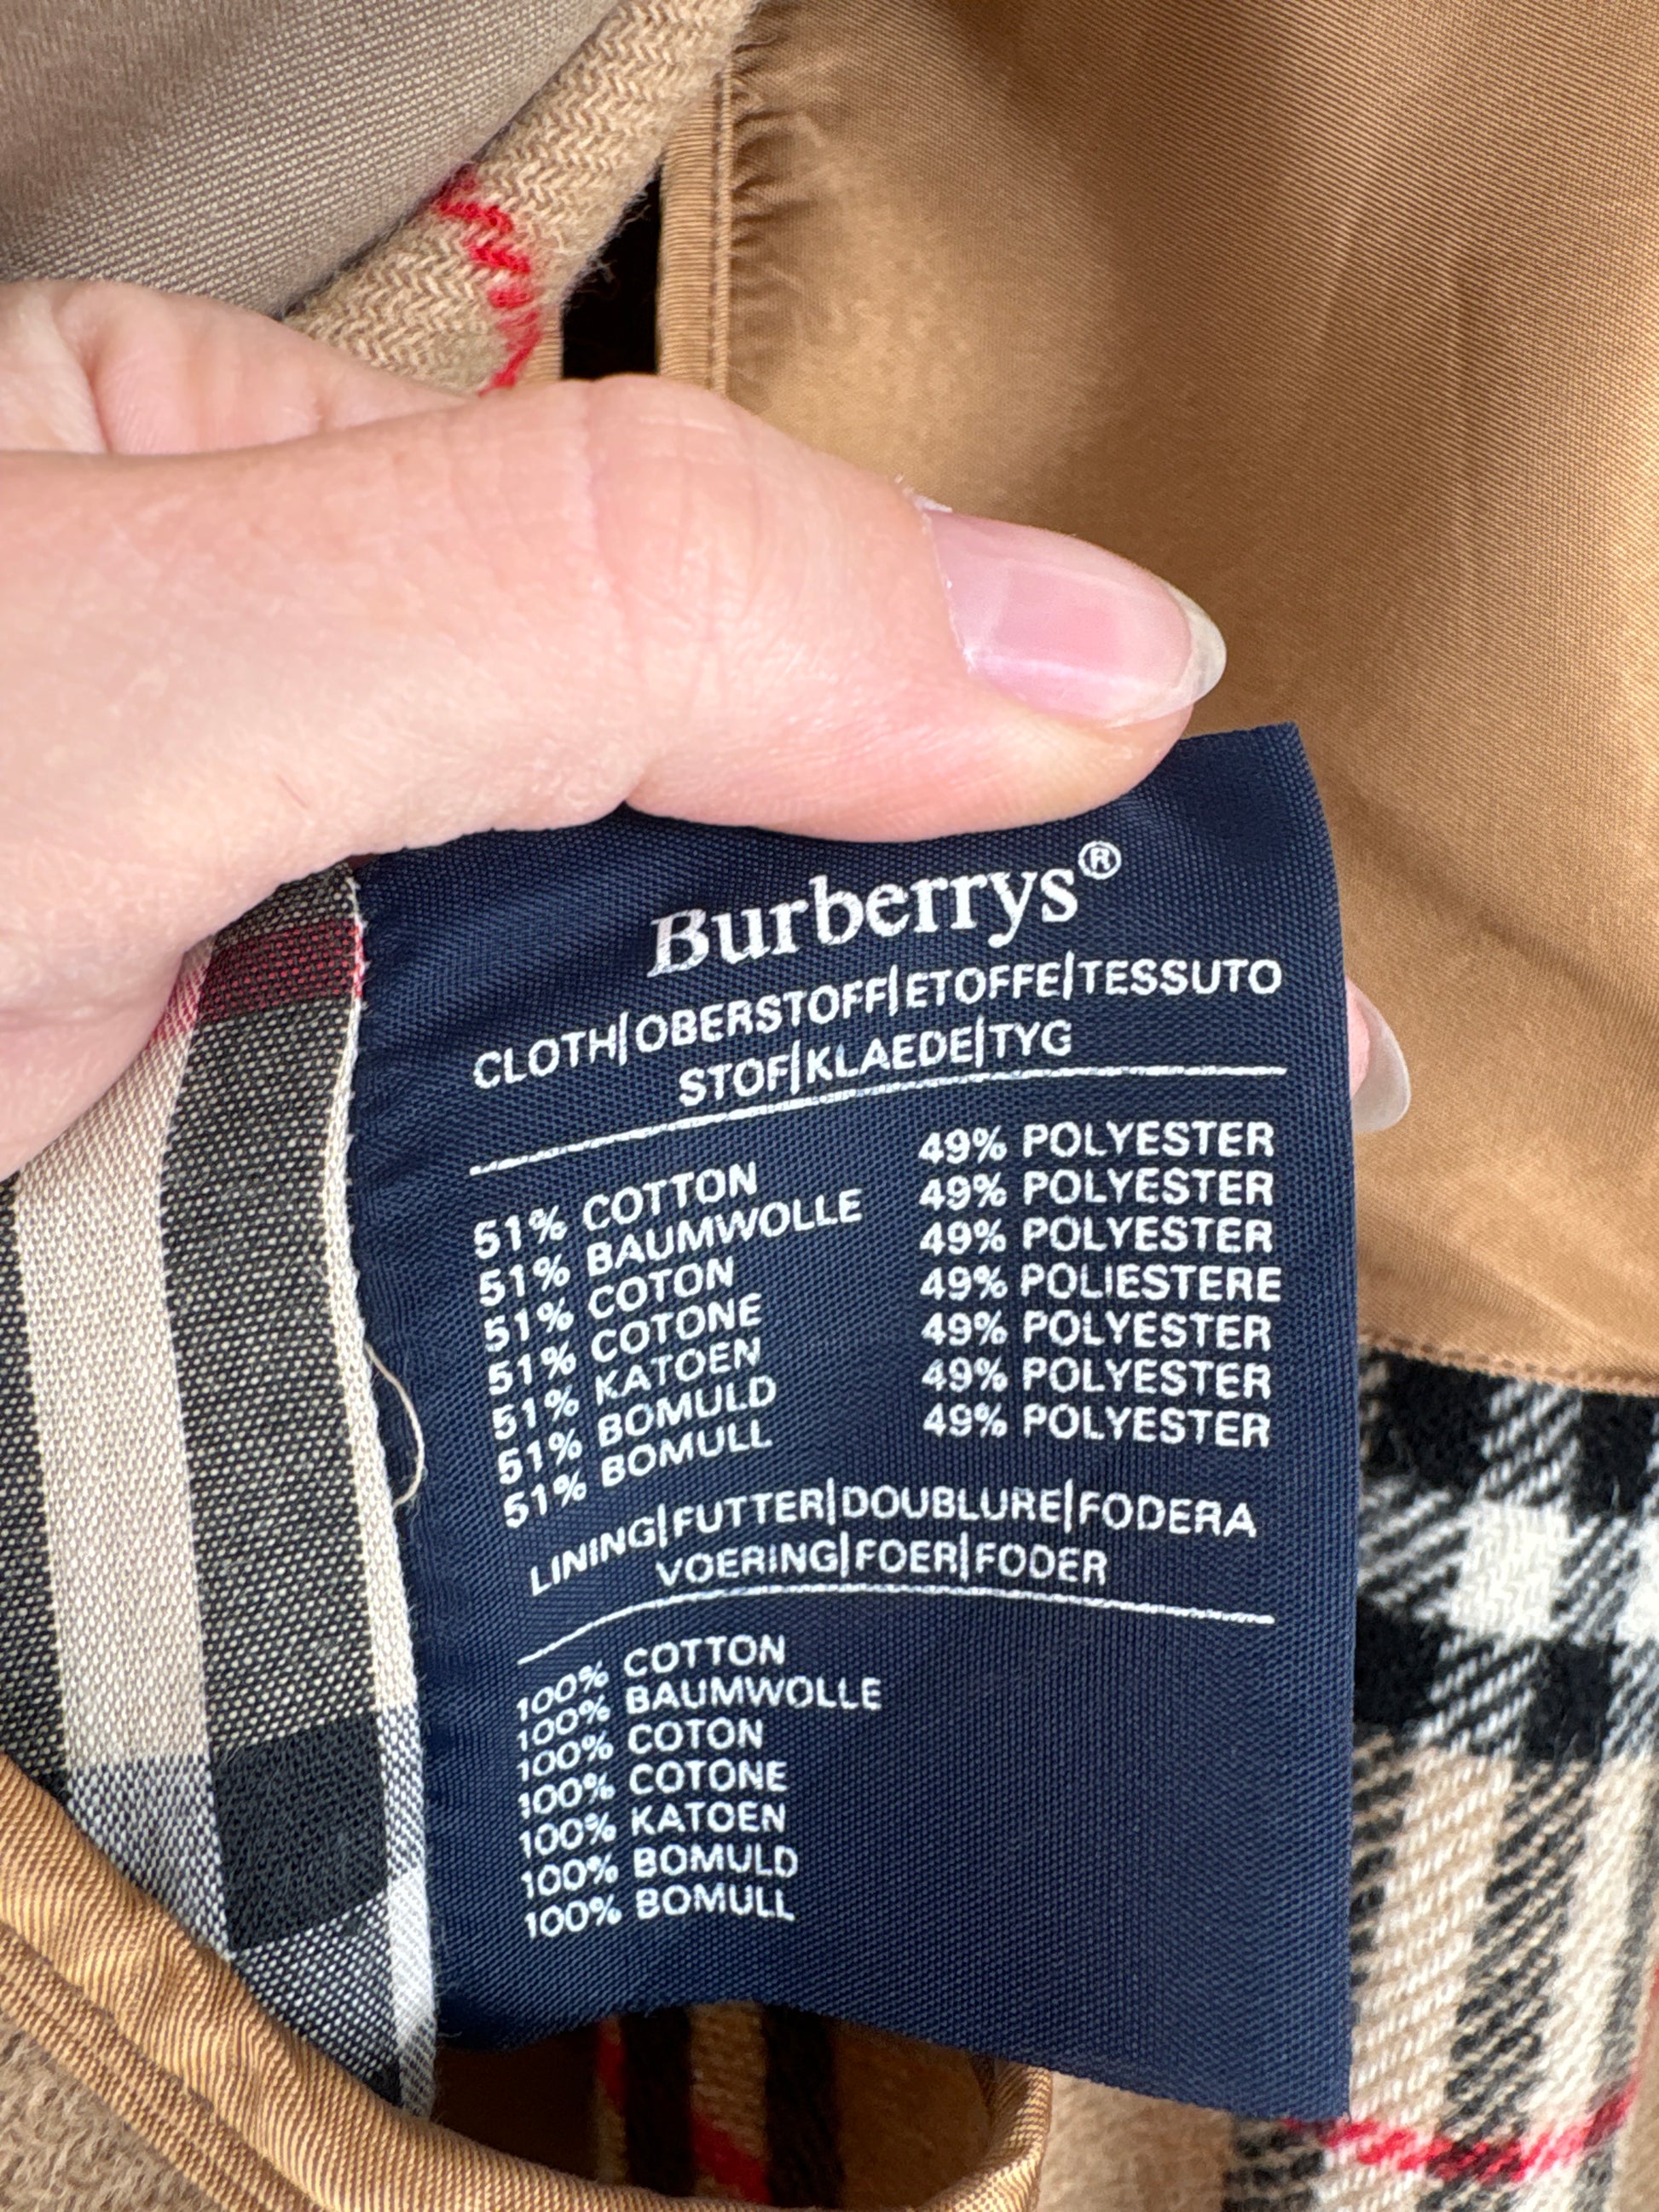 Burberrys®
CLOTH|OBERSTOFF|ETOFFE|TESSUTO
STOF|KLAEDE|TYG
51% COTTON 49% POLYESTER
51% BAUMWOLLE 49% POLYESTER
51% COTON 49% POLYESTER
51% COTONE 49% POLIESTERE
51% KATOEN 49% POLYESTER
51% BOMULD 49% POLYESTER
51% BOMULL 49% POLYESTER
LINING|FUTTER|DOUBLURE|FODERA
VOERING|FOER|FODER
100% COTTON
100% BAUMWOLLE
100% COTON
100% COTONE
100% KATOEN
100% BOMULD
100% BOMULL